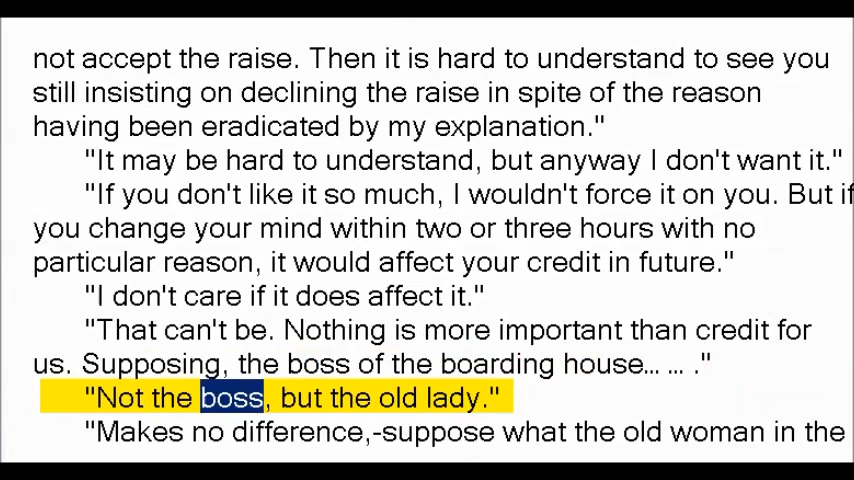 not accept the raise. Then it is hard to understand to see you
still insisting on declining the raise in spite of the reason
having been eradicated by my explanation."
"It may be hard to understand, but anyway I don't want it."
"If you don't like it so much, I wouldn't force it on you. But if
you change your mind within two or three hours with no
particular reason, it would affect your credit in future."
"I don't care if it does affect it."
"That can't be. Nothing is more important than credit for
us. Supposing, the boss of the boarding house... ... ."
"Not the boss, but the old lady."
"Makes no difference,-suppose what the old woman in the